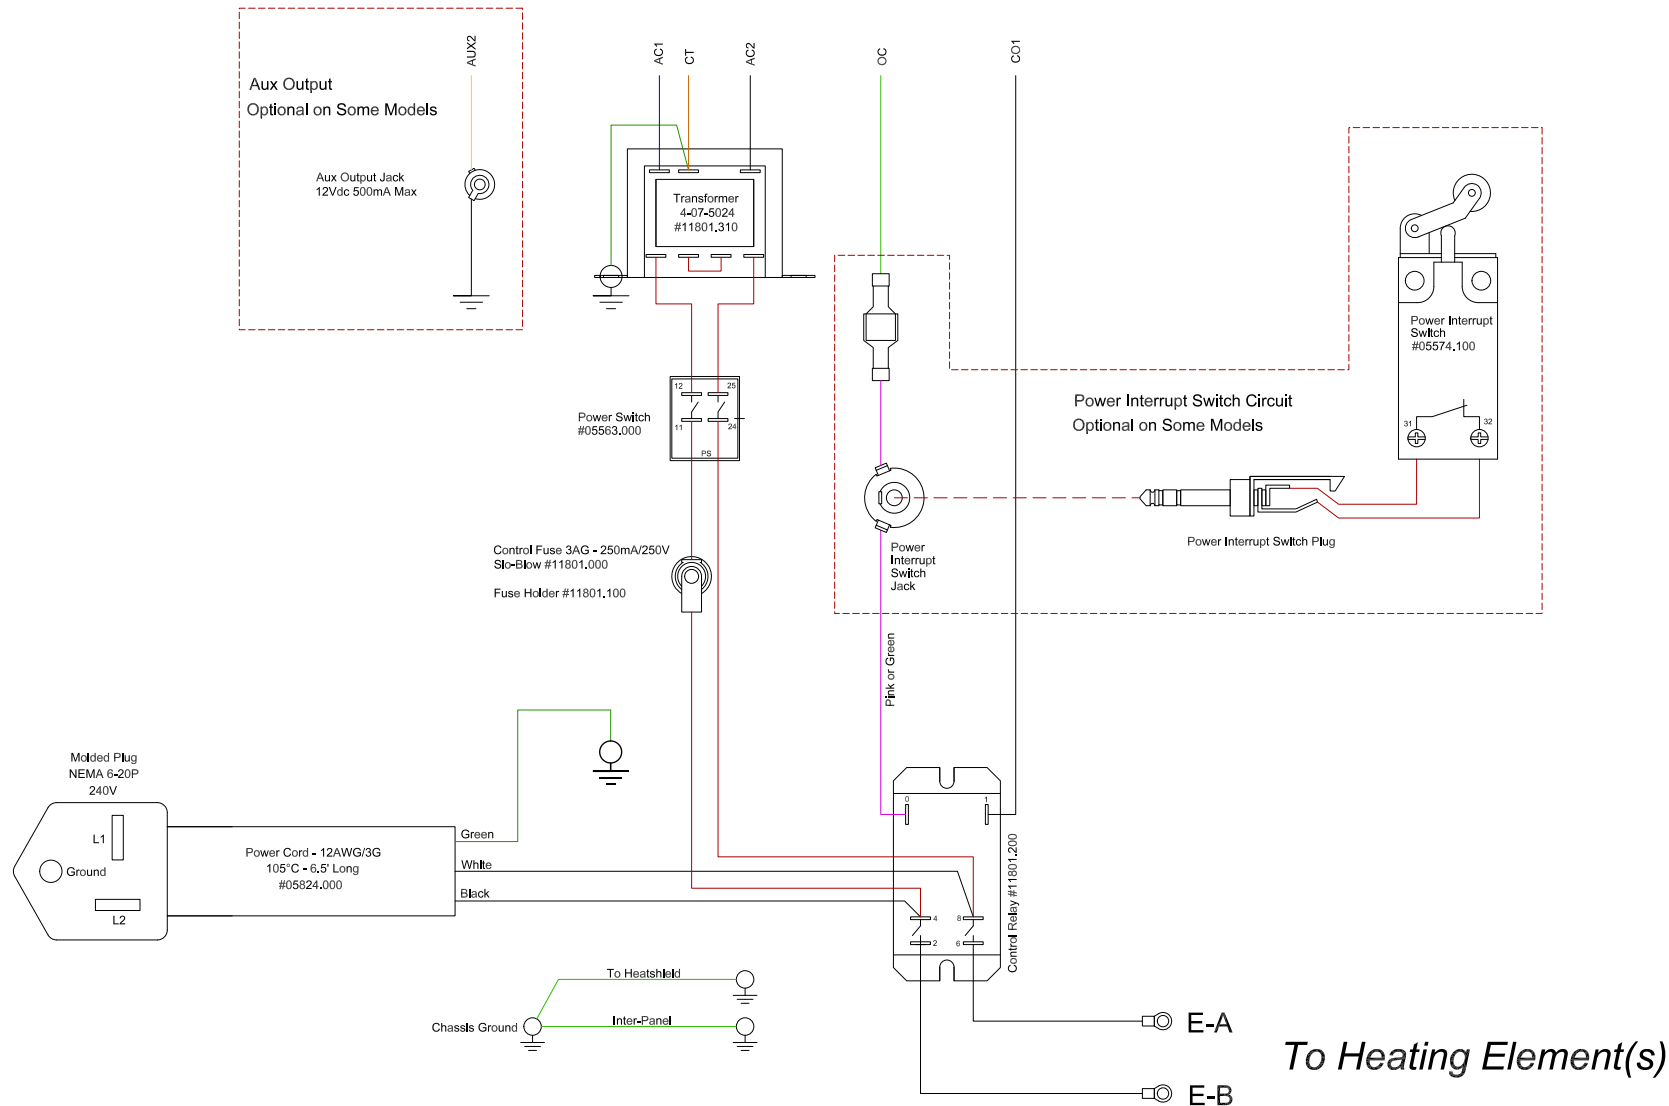 AUX2
AC1
CT
AC2
OC
CO1
Aux Output
Optional on Some Models
Aux Output Jack
12Vdc 500mA Max
Transformer
4-07-5024
#11801.310
Power Interrupt
Switch
#05574.100
31
32
12
25
11
24
PS
Power Switch
#05563.000
Power Interrupt Switch Circuit
Optional on Some Models
Power Interrupt Switch Plug
Power
Interrupt
Switch
Jack
Control Fuse 3AG - 250mA/250V
Slo-Blow #11801.000
Fuse Holder #11801.100
Pink or Green
Molded Plug
NEMA 6-20P
240V
L1
Ground
L2
Power Cord - 12AWG/3G
105°C - 6.5' Long
#05824.000
Green
White
Black
0
1
4
8
2
6
Control Relay #11801.200
To Heatshield
Chassis Ground
Inter-Panel
E-A
To Heating Element(s)
E-B